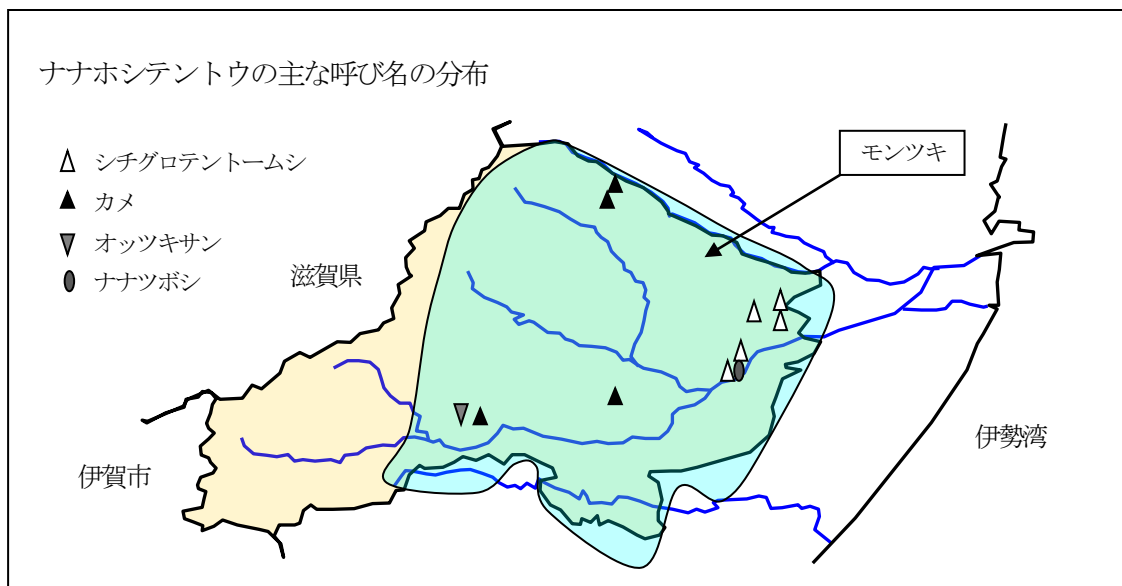 ナナホシテントウの主な呼び名の分布
シチグロテントームシ
カメ
オッツキサン
ナナツボシ
モンツキ
滋賀県
伊賀市
伊勢湾